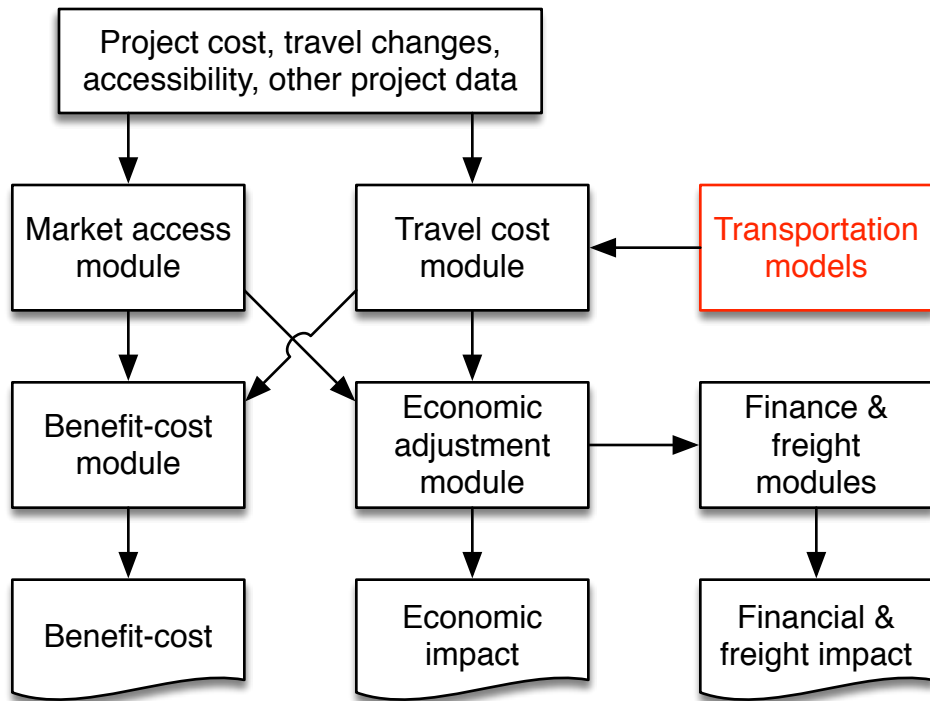 Project cost, travel changes,
accessibility, other project data
Market access
module
Travel cost
module
Transportation
models
Benefit-cost
module
Economic
adjustment
module
Finance &
freight
modules
Benefit-cost
Economic
impact
Financial &
freight impact